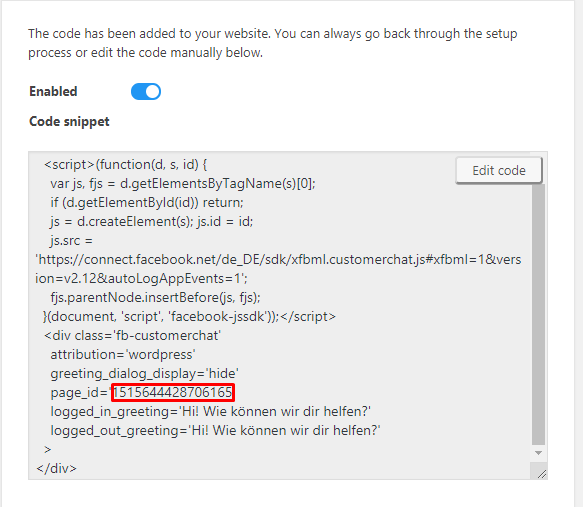 The code has been added to your website. You can always go back through the setup
process or edit the code manually below.
Enabled
Code snippet
Edit code
<script>(function(d, s, id) {
var js, fjs = d.getElementsByTagName(s)[0];
if (d.getElementById(id)) return;
js = d.createElement(s); js.id = id;
js.src =
'https://connect.facebook.net/de_DE/sdk/xfbml.customerchat.js#xfbml=1&ver
sion=v2.12&autoLogAppEvents=1';
fjs.parentNode.insertBefore(js, fjs);
}(document, 'script', 'facebook-jssdk'));</script>
<div class='fb-customerchat'
attribution='wordpress'
greeting_dialog_display='hide'
page_id='1515644428706165
logged_in_greeting='Hi! Wie können wir dir helfen?'
logged_out_greeting='Hi! Wie können wir dir helfen?'
>
</div>